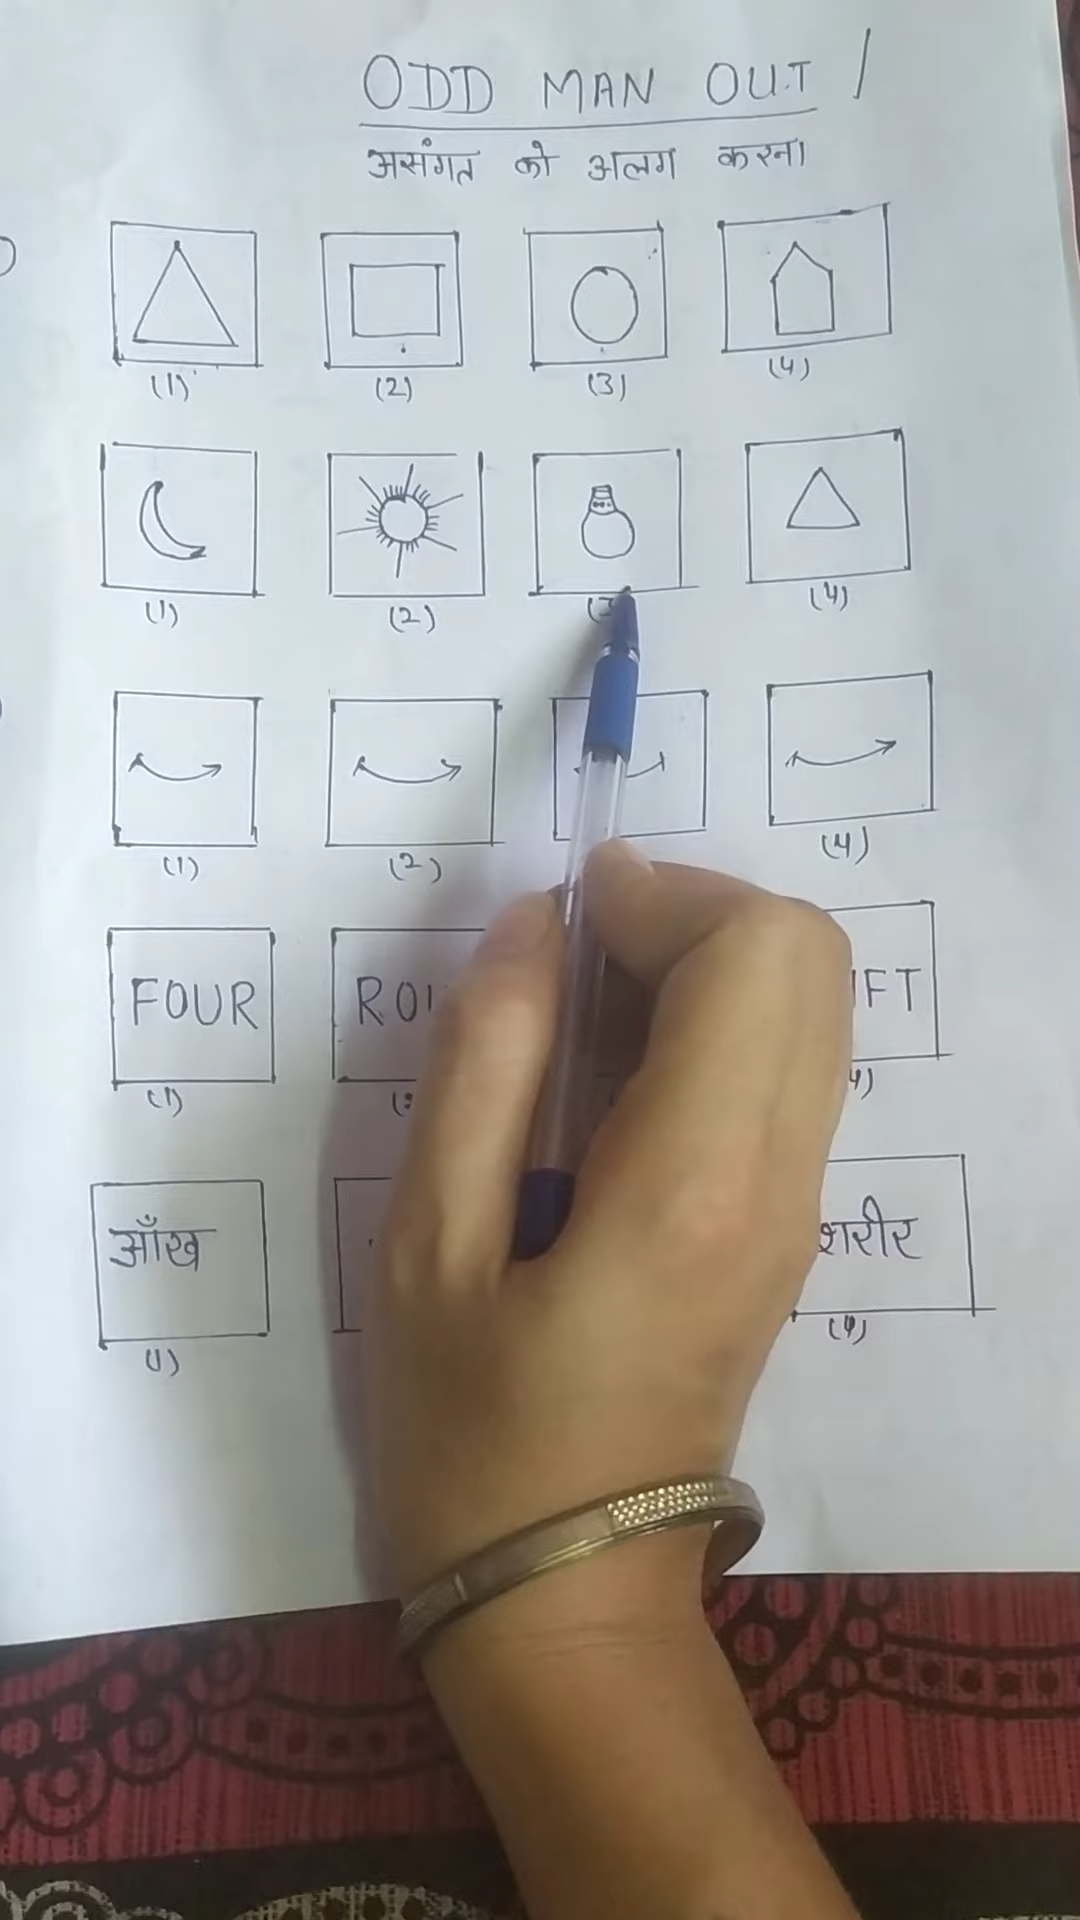 ODD MAN OUT
असंगत को अलग करना
(1) (2) (3) (4)
(1) (2) (4)
(1) (2) (4)
FOUR
(1)
आँख शरीर
(1) (4)